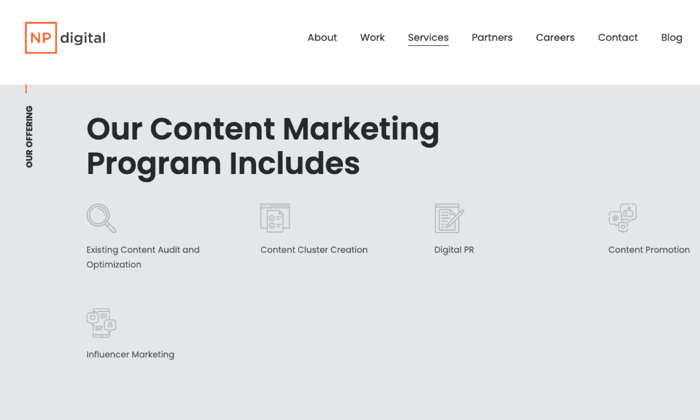 NP digital
About Work Services Partners Careers Contact Blog
OUR OFFERING
Our Content Marketing
Program Includes
Existing Content Audit and
Optimization
Content Cluster Creation
Digital PR
Content Promotion
Influencer Marketing